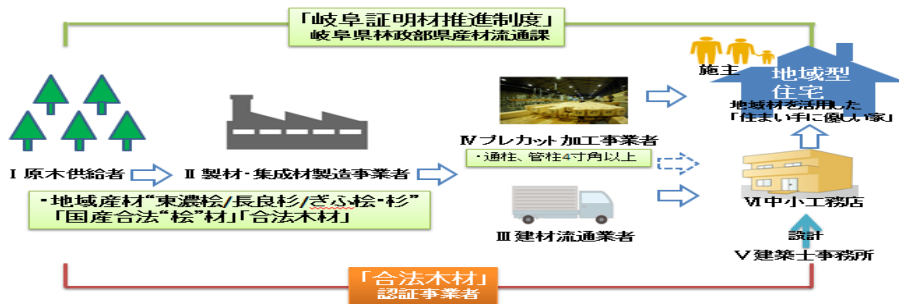 「岐阜証明材推進制度」
岐阜県林政部県産材流通課
施主
地域型
住宅
地域材を活用した
「住まい手に優しい家」
Ⅳプレカット加工事業者
・通柱、管柱4寸角以上
Ⅰ原木供給者
Ⅱ製材・集成材製造事業者
・地域産材“東濃桧/長良杉/ぎふ桧・杉”
「国産合法“桧”材」「合法木材」
Ⅲ建材流通業者
Ⅵ中小工務店
設計
Ⅴ建築士事務所
「合法木材」
認証事業者